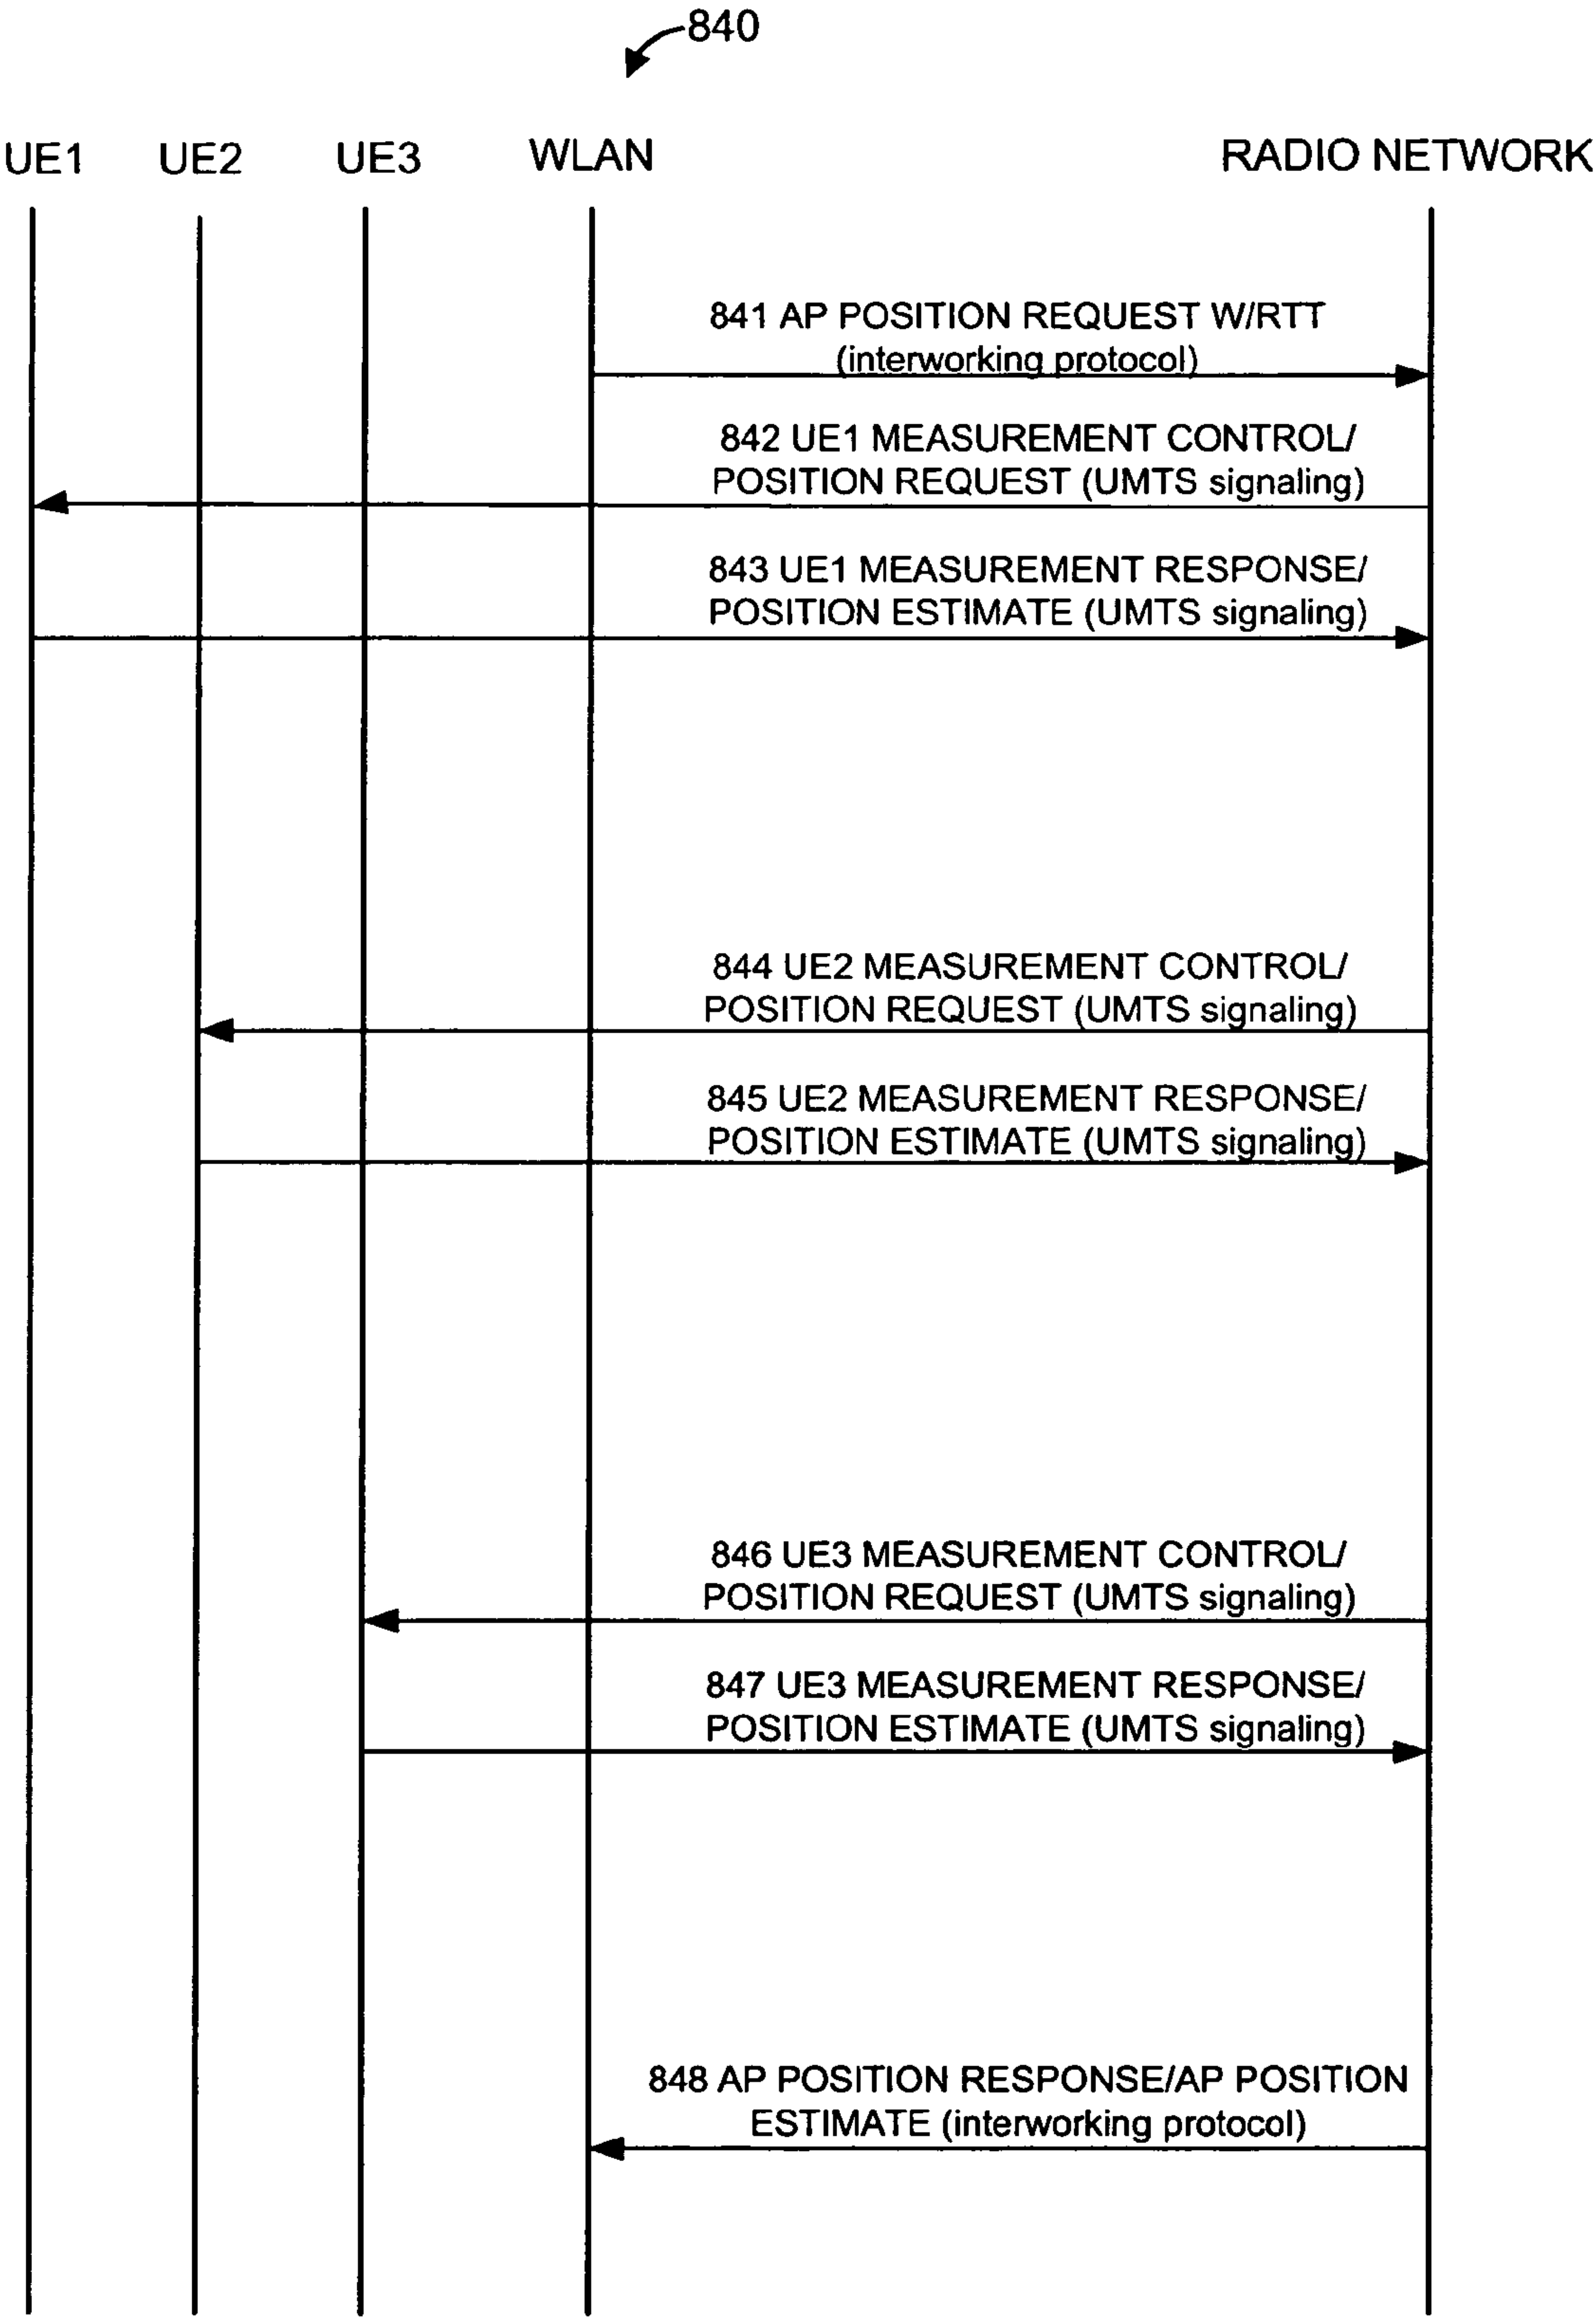 840
UE1 UE2 UE3 WLAN RADIO NETWORK
841 AP POSITION REQUEST W/RTT
(interworking protocol)
842 UE1 MEASUREMENT CONTROL/
POSITION REQUEST (UMTS signaling)
843 UE1 MEASUREMENT RESPONSE/
POSITION ESTIMATE (UMTS signaling)
844 UE2 MEASUREMENT CONTROL/
POSITION REQUEST (UMTS signaling)
845 UE2 MEASUREMENT RESPONSE/
POSITION ESTIMATE (UMTS signaling)
846 UE3 MEASUREMENT CONTROL/
POSITION REQUEST (UMTS signaling)
847 UE3 MEASUREMENT RESPONSE/
POSITION ESTIMATE (UMTS signaling)
848 AP POSITION RESPONSE/AP POSITION
ESTIMATE (interworking protocol)